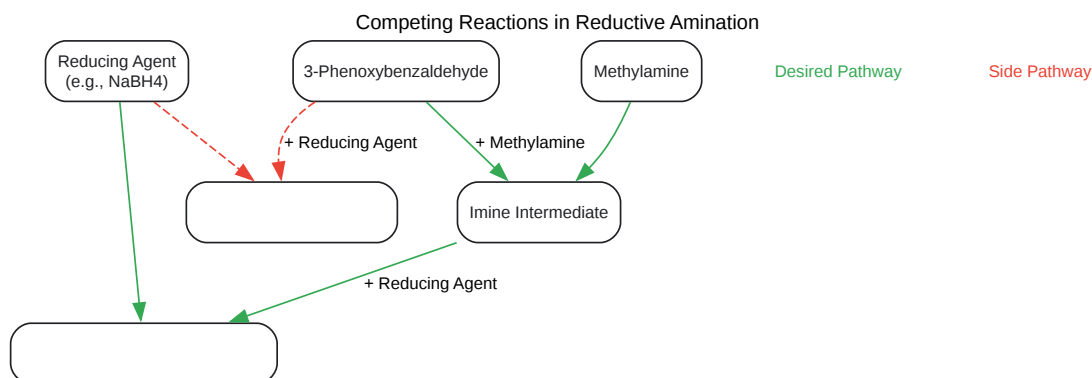 Competing Reactions in Reductive Amination
Reducing Agent
(e.g., NaBH4)
3-Phenoxybenzaldehyde
Methylamine
Desired Pathway
Side Pathway
+ Reducing Agent
+ Methylamine
Imine Intermediate
+ Reducing Agent